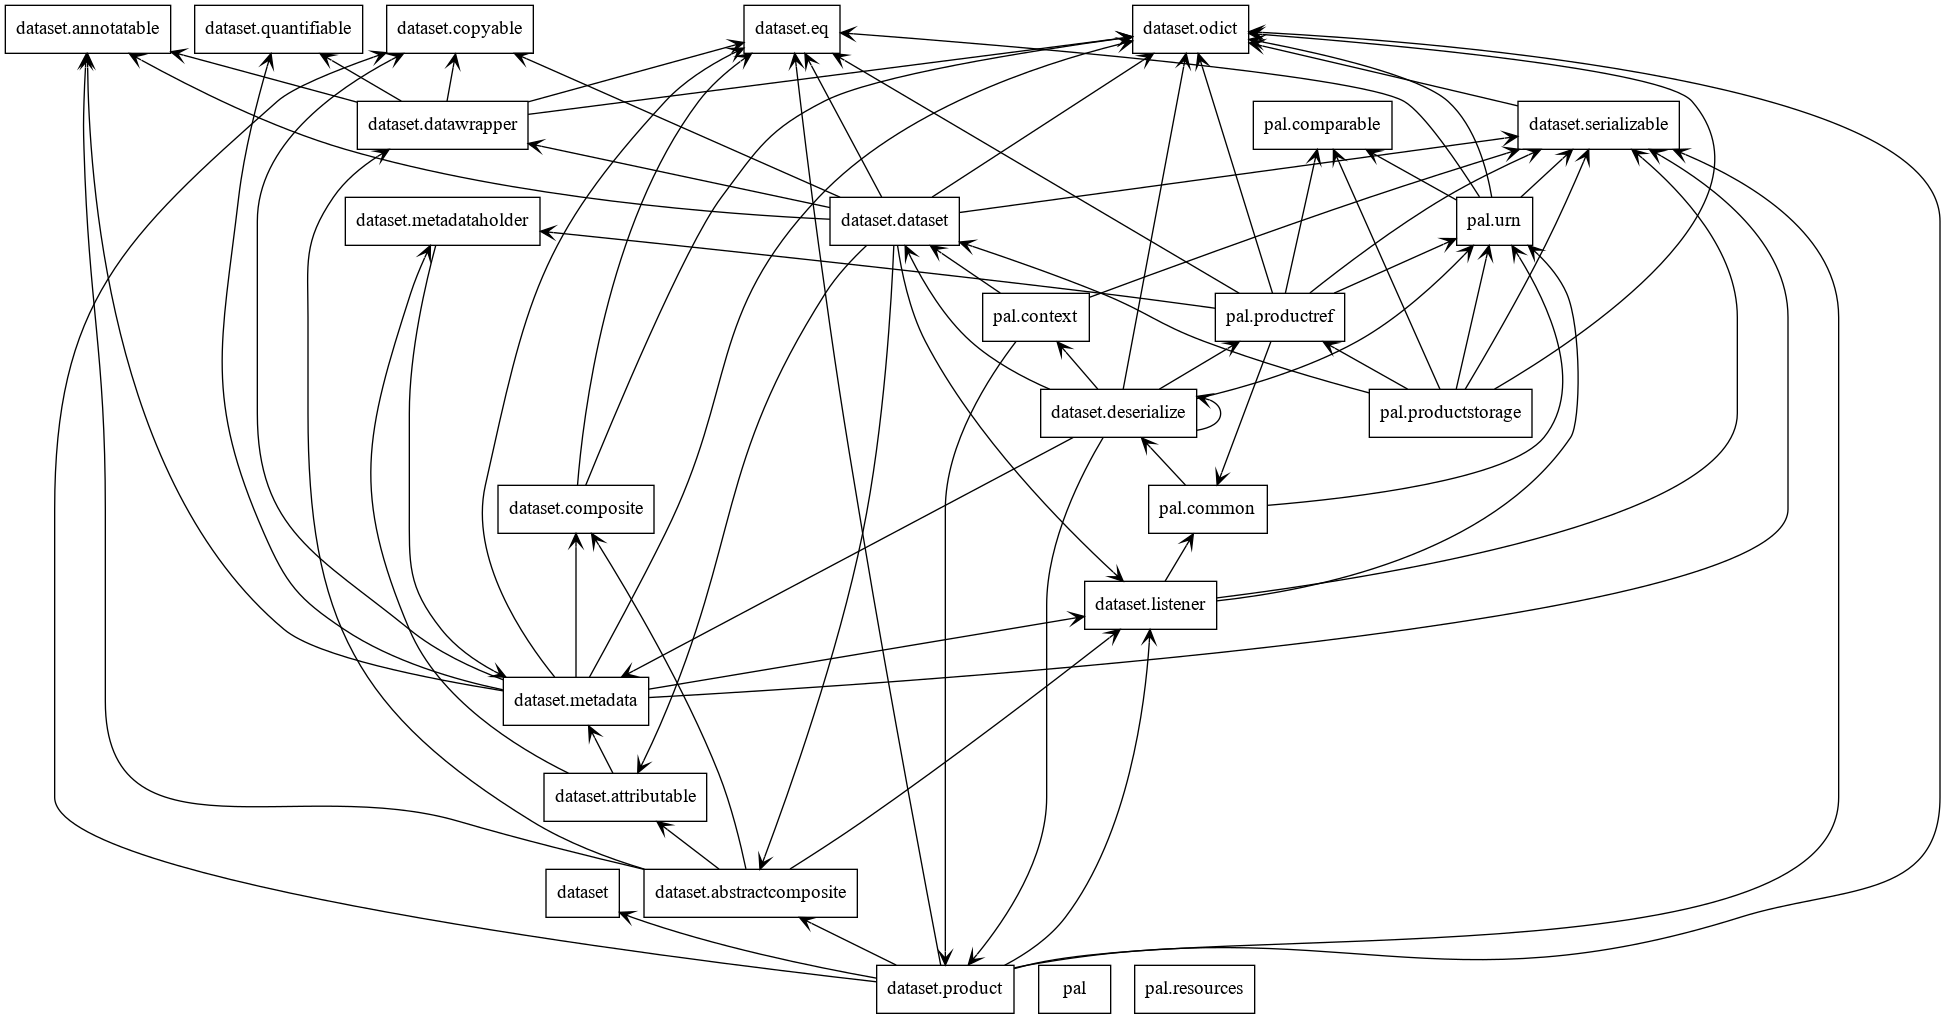 dataset.annotatable
dataset.quantifiable
dataset.copyable
dataset.eq
dataset.odict
dataset.datawrapper
pal.comparable
dataset.serializable
dataset.metadataholder
dataset.dataset
pal.urn
pal.context
pal.productref
dataset.deserialize
pal.productstorage
dataset.composite
pal.common
dataset.listener
dataset.metadata
dataset.attributable
dataset
dataset.abstractcomposite
dataset.product
pal
pal.resources